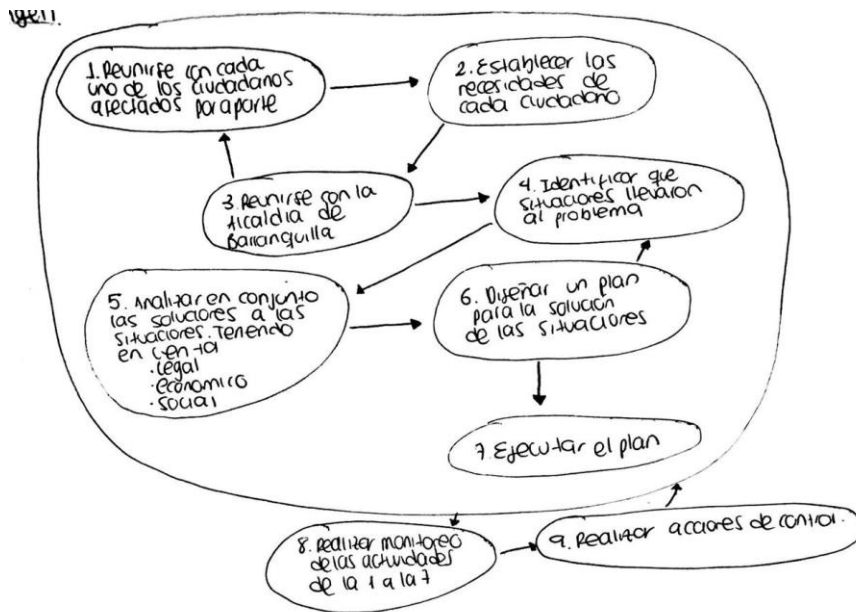 1. Reunirse con cada
uno de los ciudadanos
afectados por aparte
2. Establecer las
necesidades de
cada ciudadano
3. Reunirse con la
Alcaldia de
Barranquilla
4. Identificar que
situaciones llevaron
al problema
5. Analizar en conjunto
las soluciones a las
situaciones. Teniendo
en cuenta
· Legal
· económico
· social
6. Diseñar un plan
para la solución
de las situaciones
7. Ejecutar el plan
8. Realizar monitoreo
de las actividades
de la 1 a la 7
9. Realizar acciones de control.